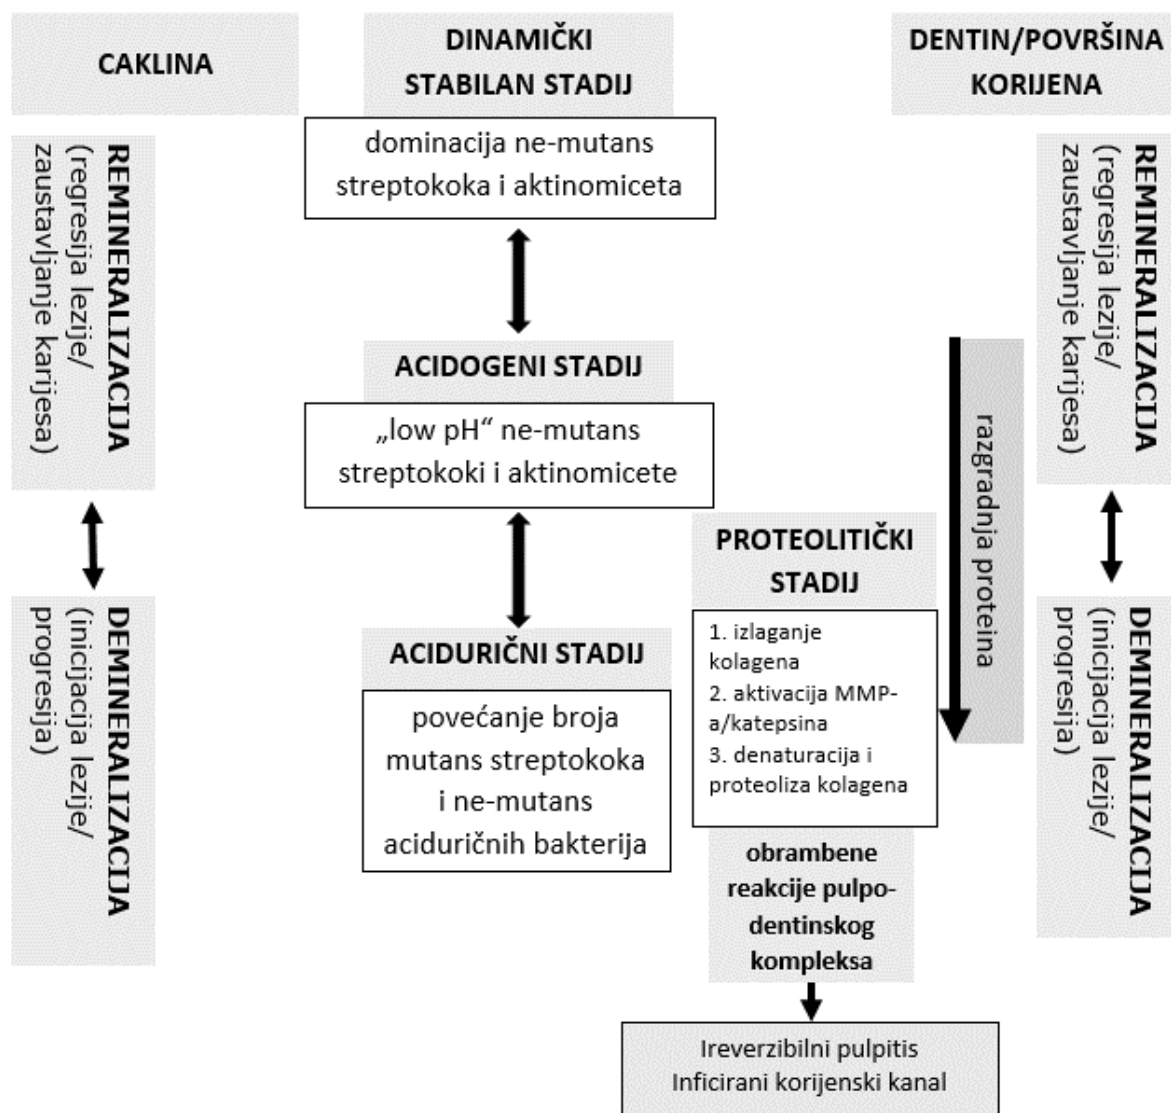 CAKLINA
REMINERALIZACIJA
(regresija lezije/
zaustavljanje karijesa)
DEMINERALIZACIJA
(inicijacija lezije/
progresija)
DINAMIČKI
STABILAN STADIJ
dominacija ne-mutans
streptokoka i aktinomiceta
ACIDOGENI STADIJ
„low pH“ ne-mutans
streptokoki i aktinomicete
ACIDURIČNI STADIJ
povećanje broja
mutans streptokoka
i ne-mutans
aciduričnih bakterija
PROTEOLITIČKI
STADIJ
1. izlaganje
kolagena
2. aktivacija MMP-
a/katepsina
3. denaturacija i
proteoliza kolagena
obrambene
reakcije pulpo-
dentinskog
kompleksa
Ireverzibilni pulpitis
Inficirani korijenski kanal
razgradnja proteina
DENTIN/POVRŠINA
KORIJENA
REMINERALIZACIJA
(regresija lezije/
zaustavljanje karijesa)
DEMINERALIZACIJA
(inicijacija lezije/
progresija)